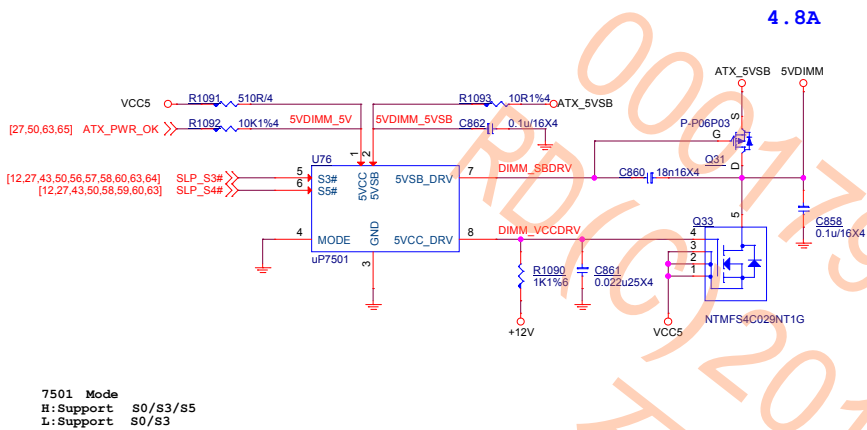 4.8A
ATX_5VSB 5VDIMM
VCC5 R1091 510R/4 R1093 10R1%4 ATX_5VSB
5VDIMM_5V 5VDIMM_5VSB
[27,50,63,65] ATX_PWR_OK R1092 10K1%4 C862 0.1u/16X4
P-P06P03
S
G
D
Q31
U76
1 2
5VCC 5VSB
[12,27,43,50,56,57,58,60,63,64] SLP_S3# 5 S3# 5VSB_DRV 7 DIMM_SBDRV
[12,27,43,50,58,59,60,63] SLP_S4# 6 S5#
C860 18n16X4
4 MODE GND 5VCC_DRV 8 DIMM_VCCDRV
uP7501
3
Q33
5
4
3
2
1
C858
0.1u/16X4
R1090
1K1%6
C861
0.022u25X4
+12V
VCC5
NTMFS4C029NT1G
7501 Mode
H:Support S0/S3/S5
L:Support S0/S3
000179
RD(C)201